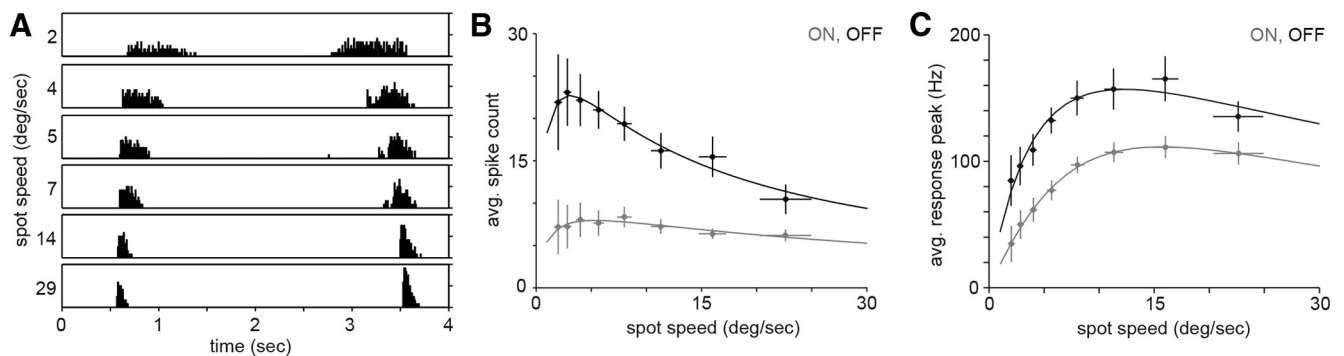 A
spot speed (deg/sec)
2
4
5
7
14
29
0 1 2 3 4
time (sec)
B
ON, OFF
avg. spike count
30
15
0
0 15 30
spot speed (deg/sec)
C
ON, OFF
avg. response peak (Hz)
200
100
0
0 15 30
spot speed (deg/sec)